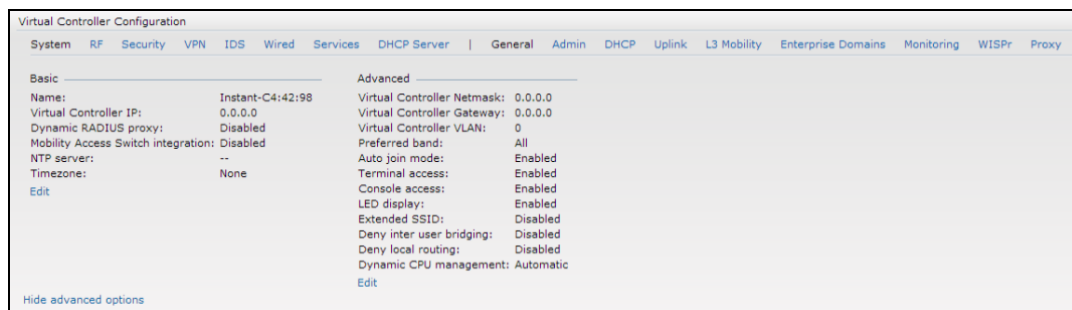 Virtual Controller Configuration
System RF Security VPN IDS Wired Services DHCP Server | General Admin DHCP Uplink L3 Mobility Enterprise Domains Monitoring WISPr Proxy
Basic
Name: Instant-C4:42:98
Virtual Controller IP: 0.0.0.0
Dynamic RADIUS proxy: Disabled
Mobility Access Switch integration: Disabled
NTP server: --
Timezone: None
Edit
Advanced
Virtual Controller Netmask: 0.0.0.0
Virtual Controller Gateway: 0.0.0.0
Virtual Controller VLAN: 0
Preferred band: All
Auto join mode: Enabled
Terminal access: Enabled
Console access: Enabled
LED display: Enabled
Extended SSID: Disabled
Deny inter user bridging: Disabled
Deny local routing: Disabled
Dynamic CPU management: Automatic
Edit
Hide advanced options